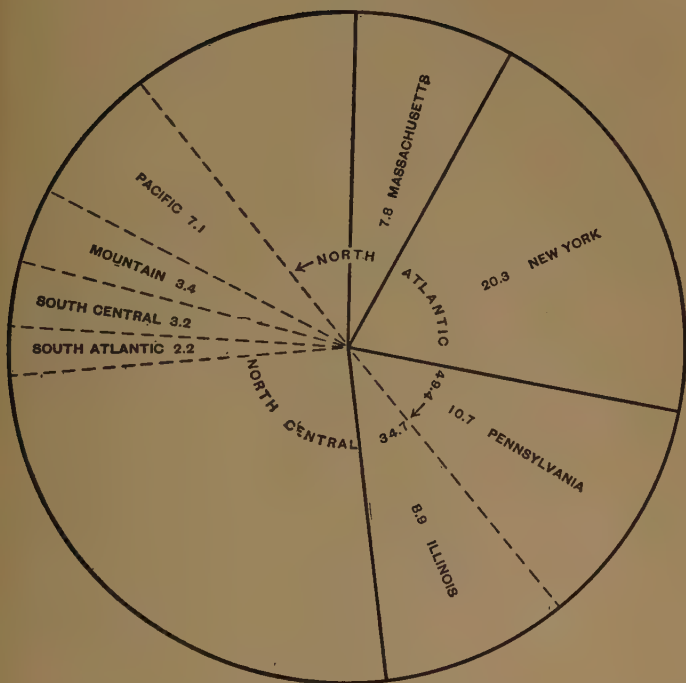 7.8 MASSACHUSETTS
20.3 NEW YORK
10.7 PENNSYLVANIA
8.9 ILLINOIS
NORTH ATLANTIC 49.4
NORTH CENTRAL 34.7
PACIFIC 7.1
MOUNTAIN 3.4
SOUTH CENTRAL 3.2
SOUTH ATLANTIC 2.2